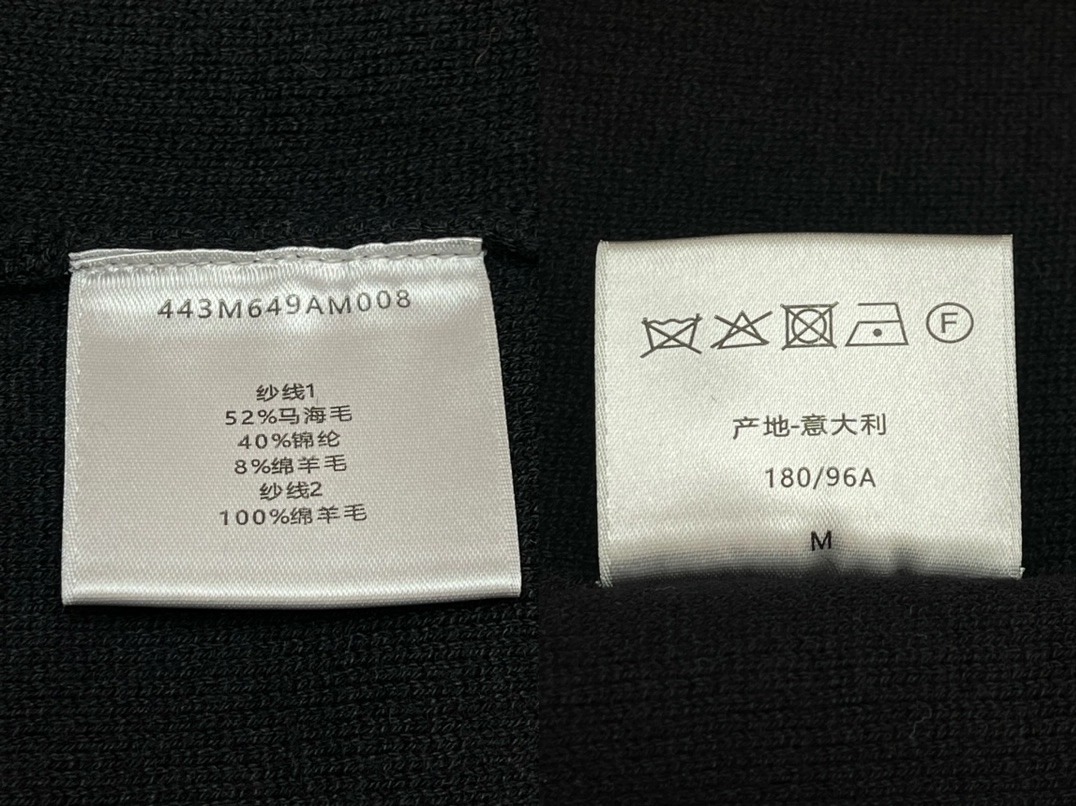 443M649AM008
纱线1
52%马海毛
40%锦纶
8%绵羊毛
纱线2
100%绵羊毛
F
产地-意大利
180/96A
M